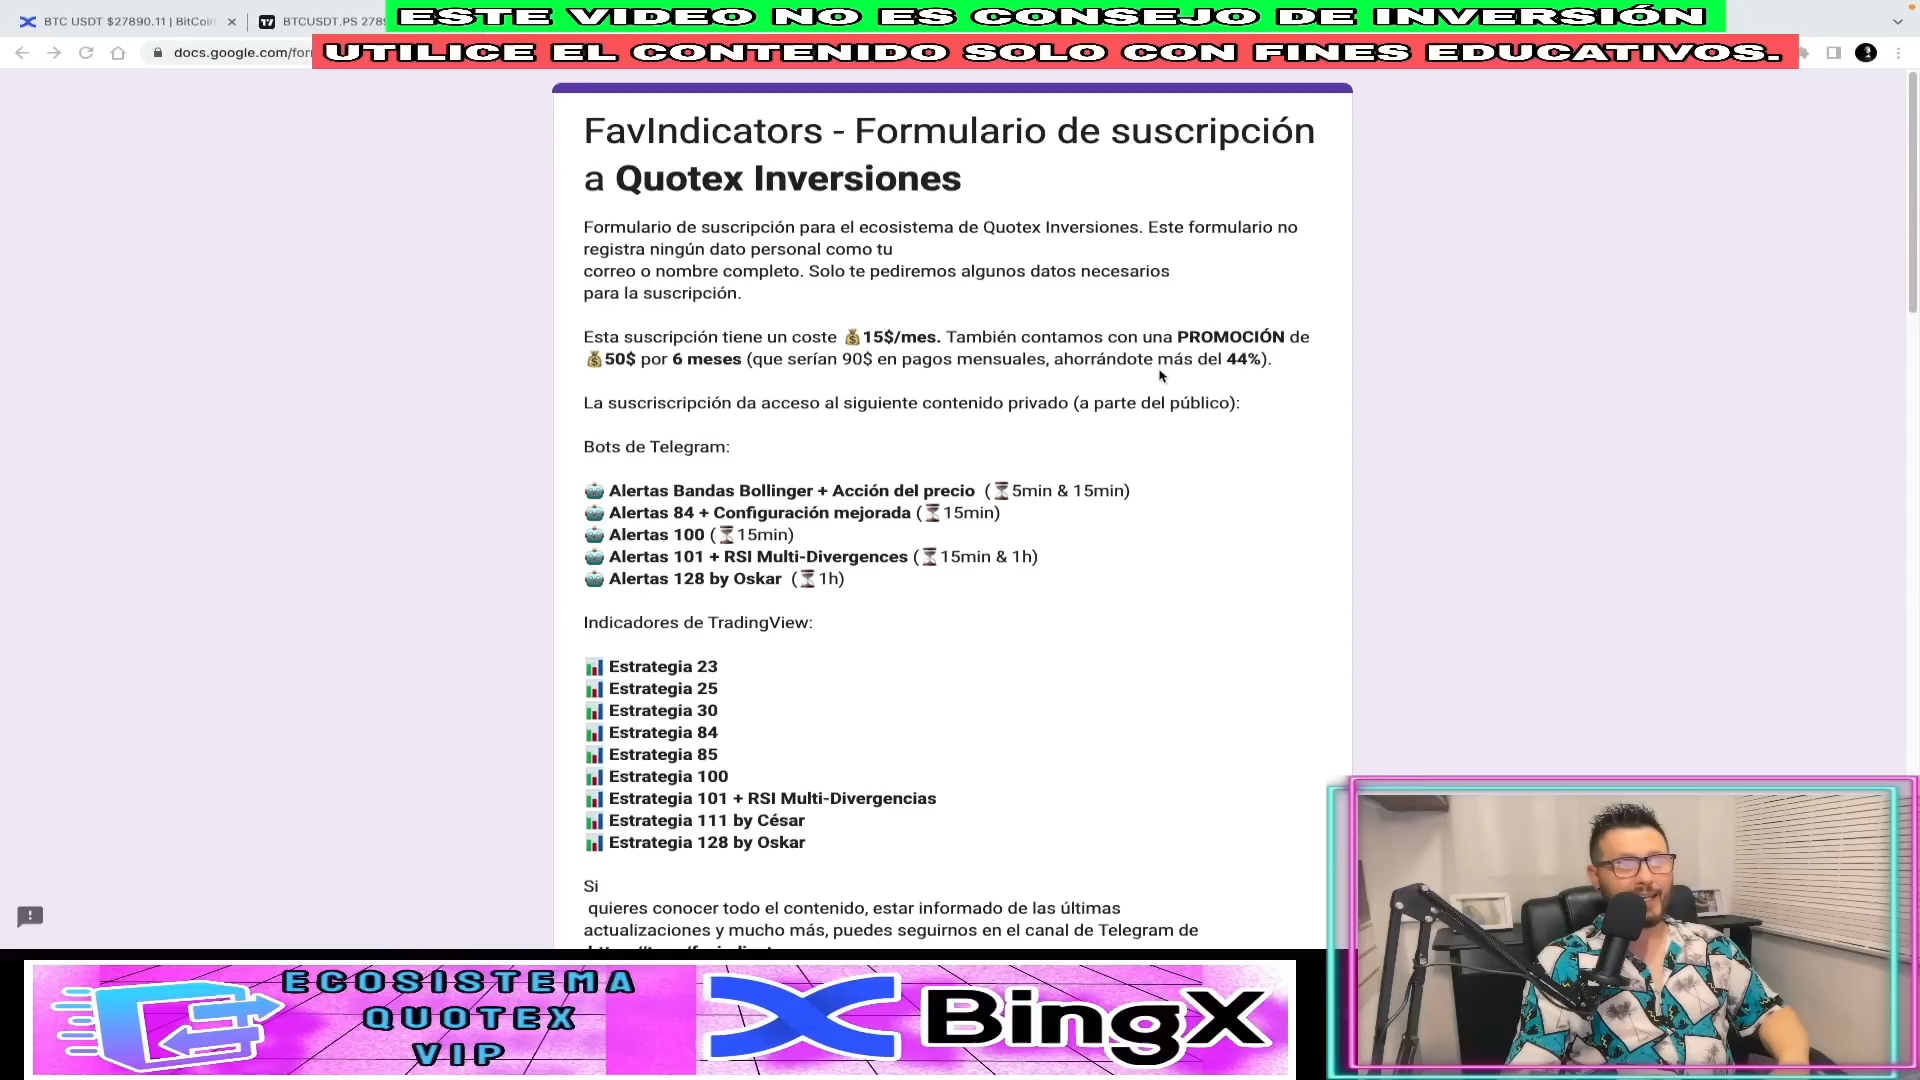 BTC USDT $27890.11 | BitCoin
BTCUSDT.PS 2789
ESTE VIDEO NO ES CONSEJO DE INVERSIÓN
docs.google.com/for
UTILICE EL CONTENIDO SOLO CON FINES EDUCATIVOS.
FavIndicators - Formulario de suscripción
a Quotex Inversiones
Formulario de suscripción para el ecosistema de Quotex Inversiones. Este formulario no
registra ningún dato personal como tu
correo o nombre completo. Solo te pediremos algunos datos necesarios
para la suscripción.
Esta suscripción tiene un coste 💰15$/mes. También contamos con una PROMOCIÓN de
💰50$ por 6 meses (que serían 90$ en pagos mensuales, ahorrándote más del 44%).
La suscriscripción da acceso al siguiente contenido privado (a parte del público):
Bots de Telegram:
🤖 Alertas Bandas Bollinger + Acción del precio (⏳5min & 15min)
🤖 Alertas 84 + Configuración mejorada (⏳15min)
🤖 Alertas 100 (⏳15min)
🤖 Alertas 101 + RSI Multi-Divergences (⏳15min & 1h)
🤖 Alertas 128 by Oskar (⏳1h)
Indicadores de TradingView:
📊 Estrategia 23
📊 Estrategia 25
📊 Estrategia 30
📊 Estrategia 84
📊 Estrategia 85
📊 Estrategia 100
📊 Estrategia 101 + RSI Multi-Divergencias
📊 Estrategia 111 by César
📊 Estrategia 128 by Oskar
Si
quieres conocer todo el contenido, estar informado de las últimas
actualizaciones y mucho más, puedes seguirnos en el canal de Telegram de
ECOSISTEMA
QUOTEX
VIP
BingX